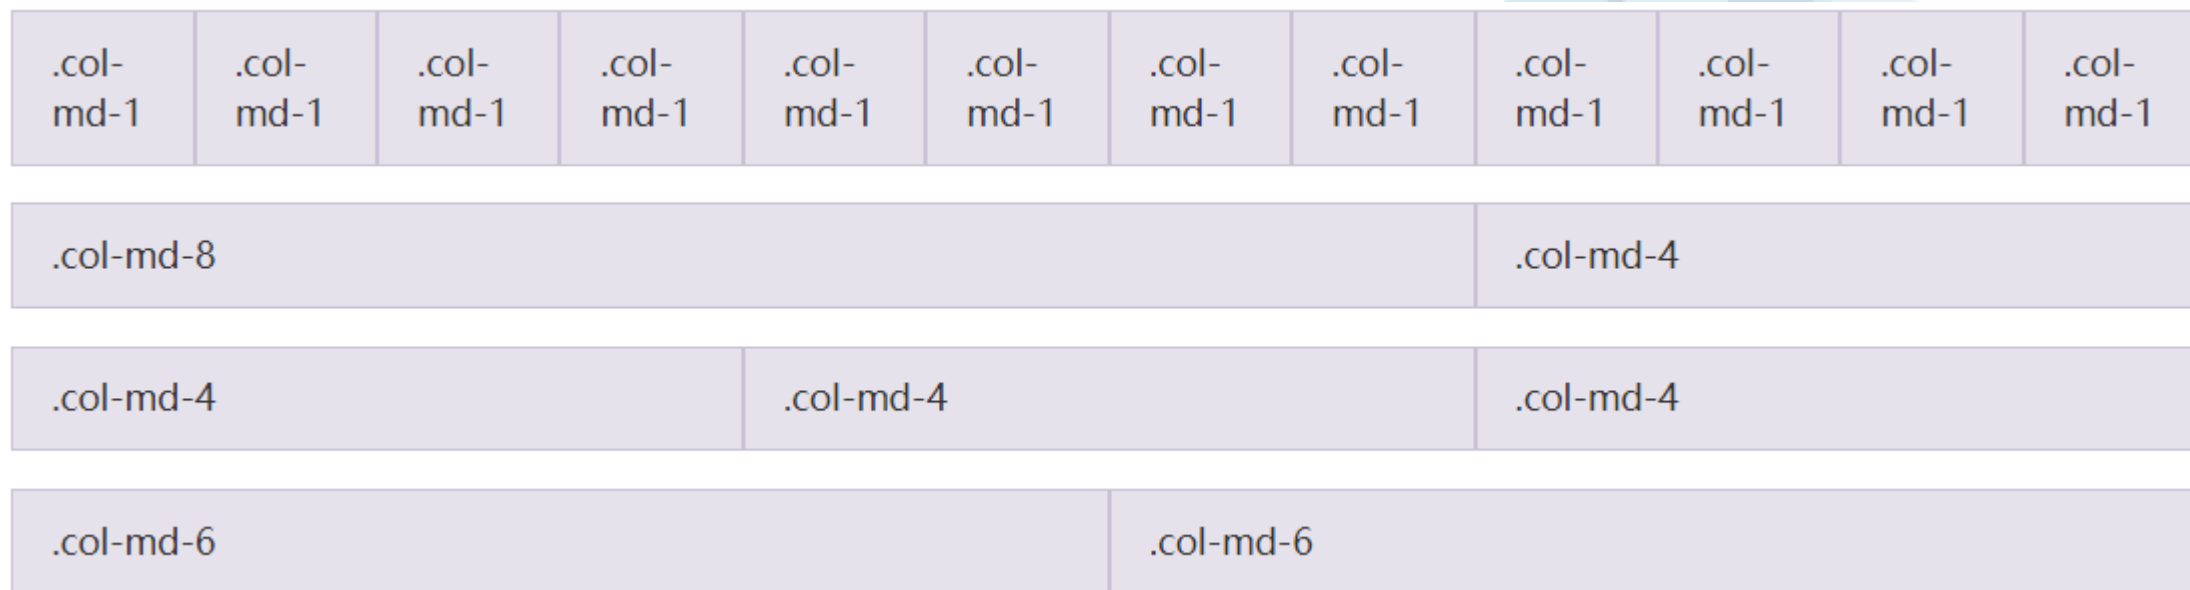 .col- .col- .col- .col- .col- .col- .col- .col- .col- .col- .col- .col-
md-1 md-1 md-1 md-1 md-1 md-1 md-1 md-1 md-1 md-1 md-1 md-1
.col-md-8 .col-md-4
.col-md-4 .col-md-4 .col-md-4
.col-md-6 .col-md-6